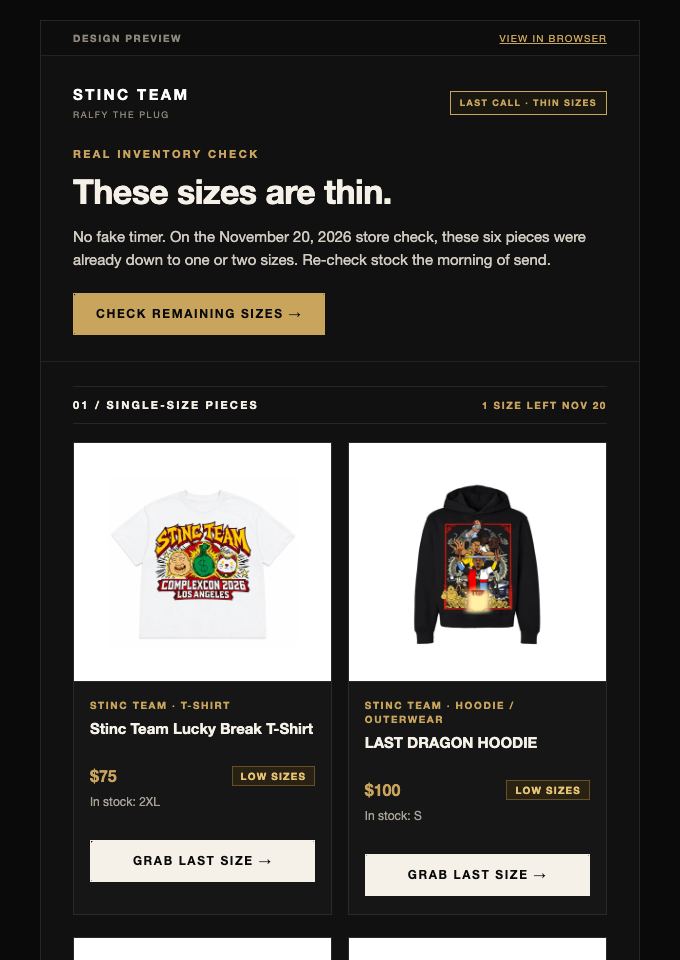 DESIGN PREVIEW
VIEW IN BROWSER
STINC TEAM
RALFY THE PLUG
LAST CALL · THIN SIZES
REAL INVENTORY CHECK
These sizes are thin.
No fake timer. On the November 20, 2026 store check, these six pieces were
already down to one or two sizes. Re-check stock the morning of send.
CHECK REMAINING SIZES →
01 / SINGLE-SIZE PIECES
1 SIZE LEFT NOV 20
STINC TEAM
$
COMPLEXCON 2026
LOS ANGELES
STINC TEAM · T-SHIRT
Stinc Team Lucky Break T-Shirt
$75
LOW SIZES
In stock: 2XL
GRAB LAST SIZE →
STINC TEAM · HOODIE /
OUTERWEAR
LAST DRAGON HOODIE
$100
LOW SIZES
In stock: S
GRAB LAST SIZE →